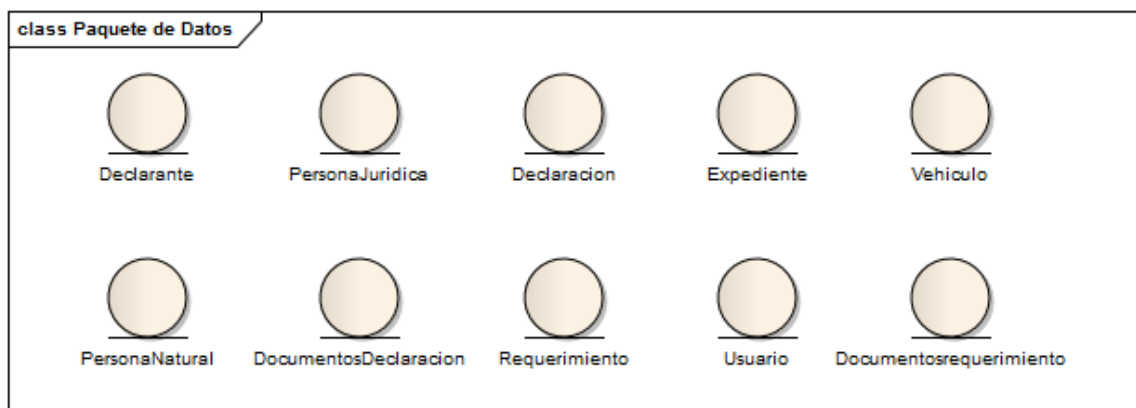 class Paquete de Datos
Declarante PersonaJuridica Declaracion Expediente Vehiculo
PersonaNatural DocumentosDeclaracion Requerimiento Usuario Documentosrequerimiento